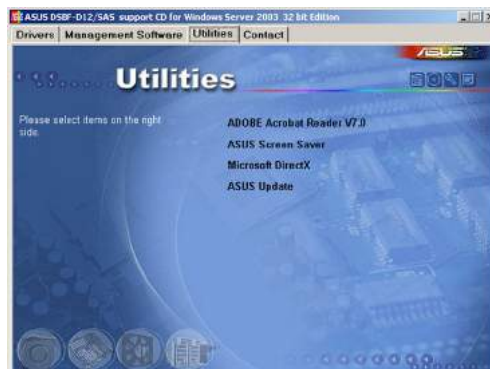 ASUS DSBF-D12/SAS support CD for Windows Server 2003 32 bit Edition
Drivers Management Software Utilities Contact
ASUS
Utilities
Please select items on the right
side.
ADOBE Acrobat Reader V7.0
ASUS Screen Saver
Microsoft DirectX
ASUS Update